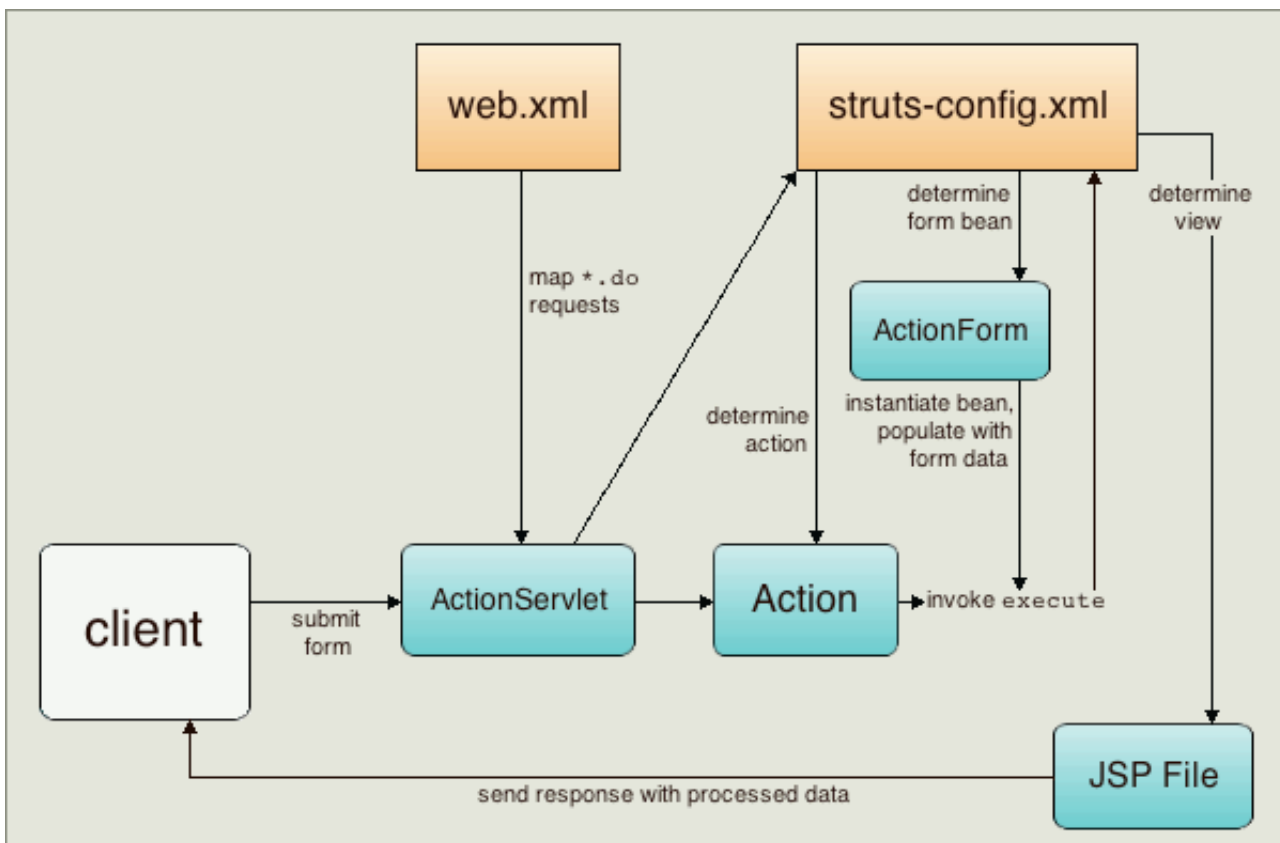 web.xml
struts-config.xml
determine
form bean
determine
view
map *.do
requests
ActionForm
instantiate bean,
populate with
form data
determine
action
client
submit
form
ActionServlet
Action
invoke execute
JSP File
send response with processed data